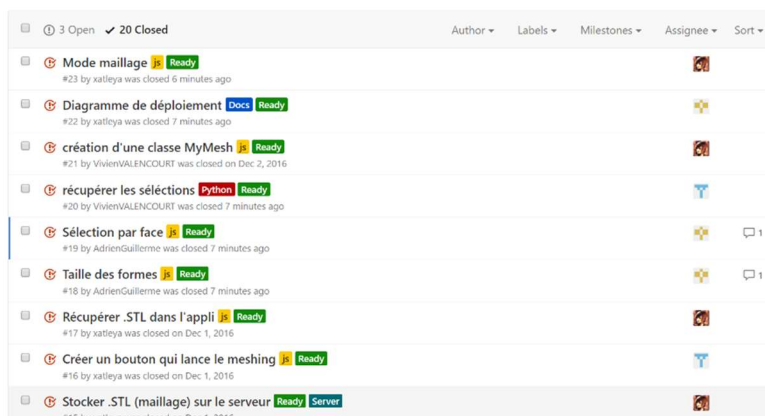 3 Open 20 Closed Author Labels Milestones Assignee Sort
Mode maillage js Ready
#23 by xatleya was closed 6 minutes ago
Diagramme de déploiement Docs Ready
#22 by xatleya was closed 7 minutes ago
création d'une classe MyMesh js Ready
#21 by VivienVALENCOURT was closed on Dec 2, 2016
récupérer les séléctions Python Ready
#20 by VivienVALENCOURT was closed 7 minutes ago
Sélection par face js Ready 1
#19 by AdrienGuillerme was closed 7 minutes ago
Taille des formes js Ready 1
#18 by AdrienGuillerme was closed 7 minutes ago
Récupérer .STL dans l'appli js Ready
#17 by xatleya was closed on Dec 1, 2016
Créer un bouton qui lance le meshing js Ready
#16 by xatleya was closed on Dec 1, 2016
Stocker .STL (maillage) sur le serveur Ready Server